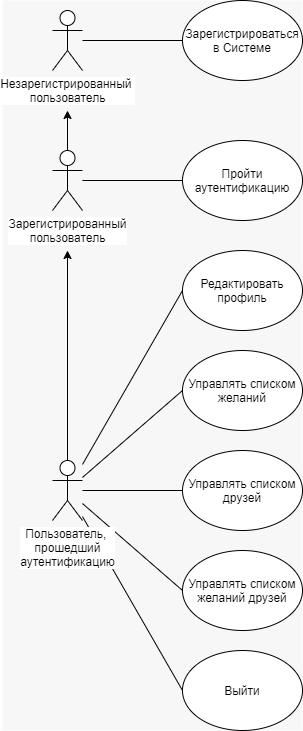 Зарегистрироваться
в Системе
Незарегистрированный
пользователь
Пройти
аутентификацию
Зарегистрированный
пользователь
Редактировать
профиль
Управлять списком
желаний
Управлять списком
друзей
Пользователь,
прошедший
аутентификацию
Управлять списком
желаний друзей
Выйти